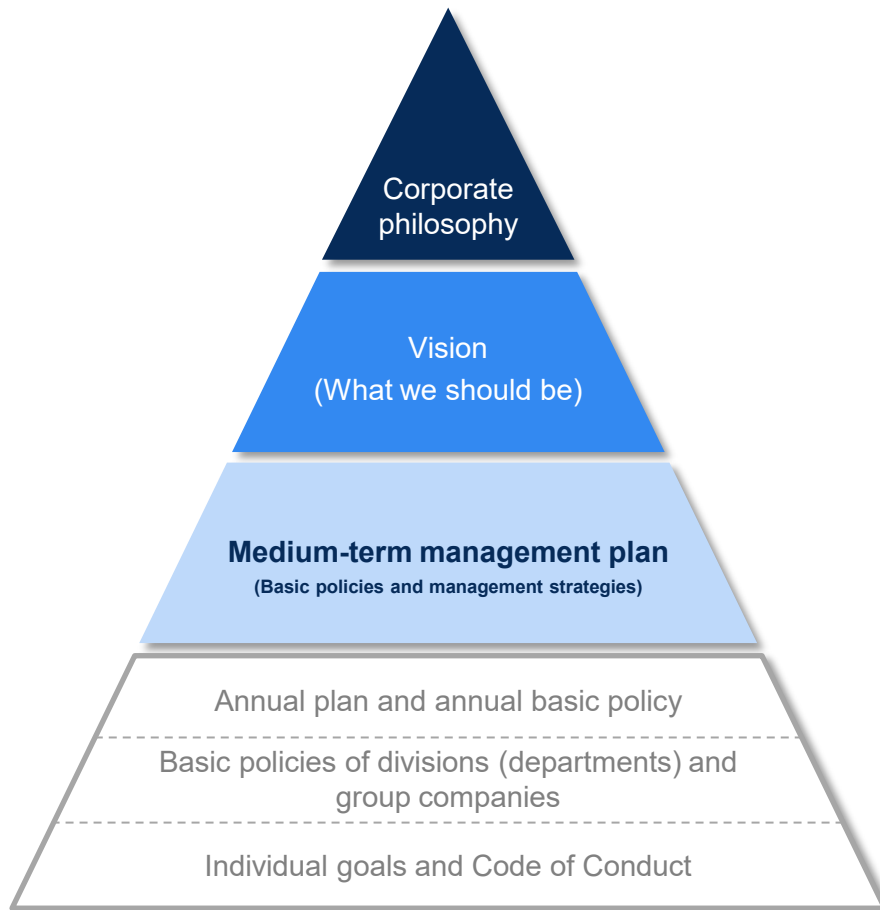 Corporate
philosophy
Vision
(What we should be)
Medium-term management plan
(Basic policies and management strategies)
Annual plan and annual basic policy
Basic policies of divisions (departments) and
group companies
Individual goals and Code of Conduct